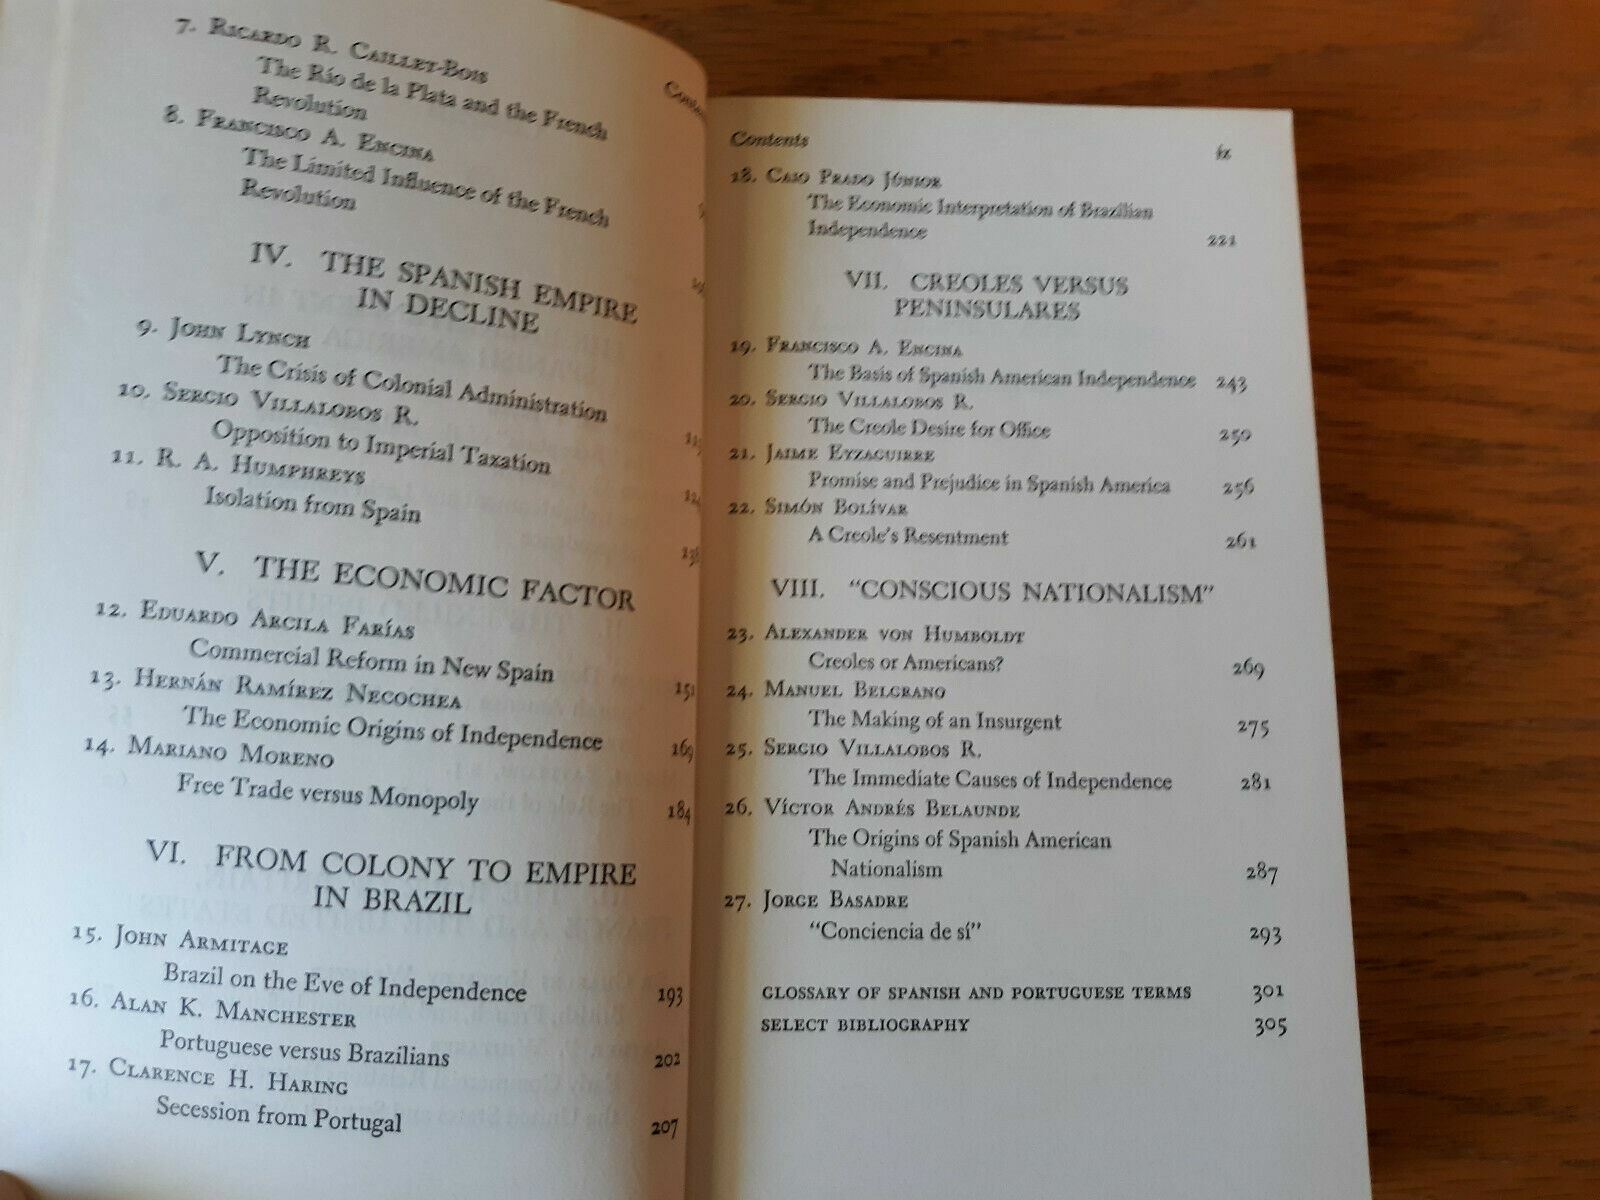 7. Ricardo R. Caillet-Bois
The Río de la Plata and the French
Revolution
8. Francisco A. Encina
The Limited Influence of the French
Revolution
IV. THE SPANISH EMPIRE
IN DECLINE
9. John Lynch
The Crisis of Colonial Administration
10. Sergio Villalobos R.
Opposition to Imperial Taxation
11. R. A. Humphreys
Isolation from Spain
V. THE ECONOMIC FACTOR
12. Eduardo Arcila Farías
Commercial Reform in New Spain 151
13. Hernán Ramírez Necochea
The Economic Origins of Independence 169
14. Mariano Moreno
Free Trade versus Monopoly 184
VI. FROM COLONY TO EMPIRE
IN BRAZIL
15. John Armitage
Brazil on the Eve of Independence 193
16. Alan K. Manchester
Portuguese versus Brazilians 202
17. Clarence H. Haring
Secession from Portugal 207
Contents ix
18. Caio Prado Júnior
The Economic Interpretation of Brazilian
Independence 221
VII. CREOLES VERSUS
PENINSULARES
19. Francisco A. Encina
The Basis of Spanish American Independence 243
20. Sergio Villalobos R.
The Creole Desire for Office 250
21. Jaime Eyzaguirre
Promise and Prejudice in Spanish America 256
22. Simón Bolívar
A Creole's Resentment 261
VIII. "CONSCIOUS NATIONALISM"
23. Alexander von Humboldt
Creoles or Americans? 269
24. Manuel Belgrano
The Making of an Insurgent 275
25. Sergio Villalobos R.
The Immediate Causes of Independence 281
26. Víctor Andrés Belaunde
The Origins of Spanish American
Nationalism 287
27. Jorge Basadre
"Conciencia de sí" 293
GLOSSARY OF SPANISH AND PORTUGUESE TERMS 301
SELECT BIBLIOGRAPHY 305